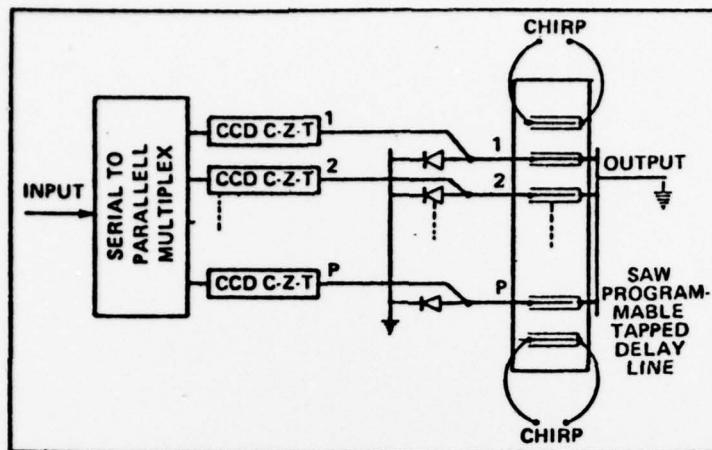 CHIRP
INPUT
SERIAL TO
PARALLELL
MULTIPLEX
CCD C-Z-T 1
CCD C-Z-T 2
CCD C-Z-T P
1
2
P
OUTPUT
SAW
PROGRAM-
MABLE
TAPPED
DELAY
LINE
CHIRP